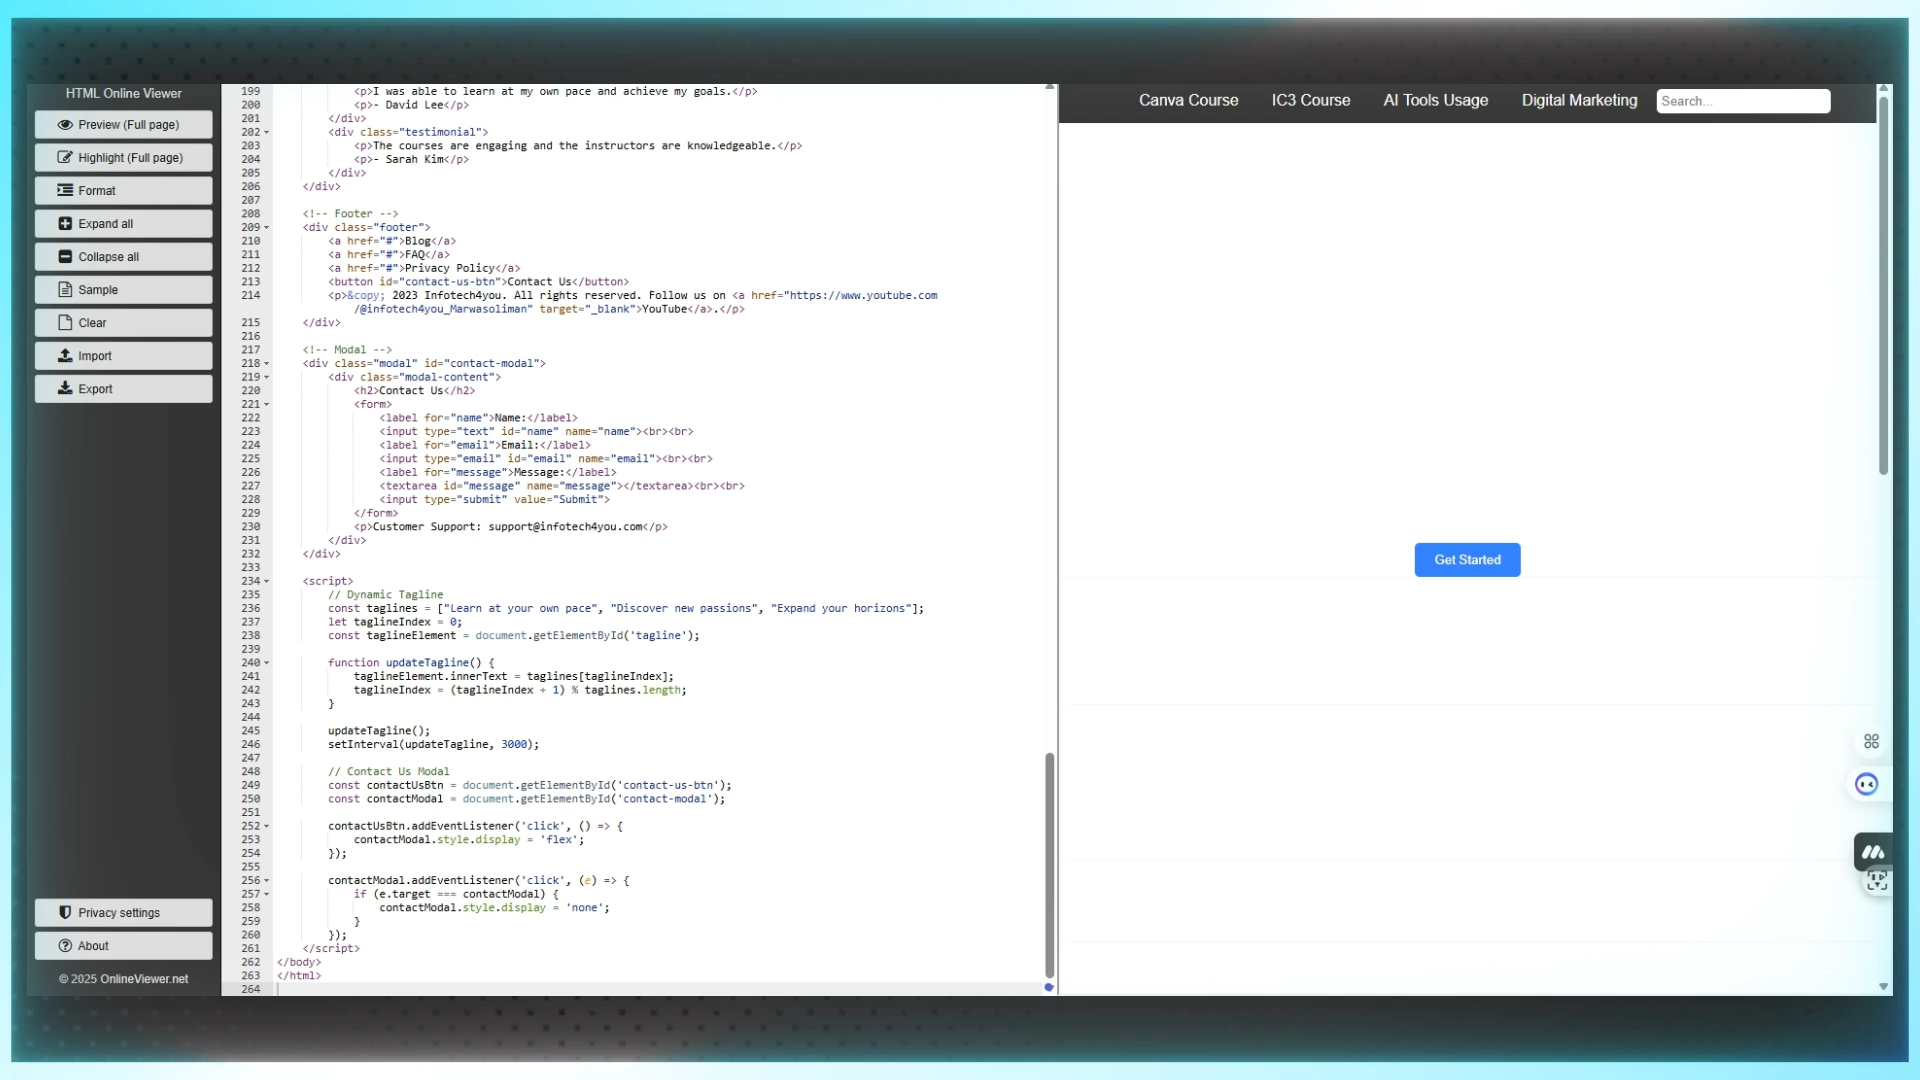 HTML Online Viewer
Preview (Full page)
Highlight (Full page)
Format
Expand all
Collapse all
Sample
Clear
Import
Export
Privacy settings
About
© 2025 OnlineViewer.net
199 <p>I was able to learn at my own pace and achieve my goals.</p>
200 <p>- David Lee</p>
201 </div>
202 <div class="testimonial">
203 <p>The courses are engaging and the instructors are knowledgeable.</p>
204 <p>- Sarah Kim</p>
205 </div>
206 </div>
207
208 <!-- Footer -->
209 <div class="footer">
210 <a href="#">Blog</a>
211 <a href="#">FAQ</a>
212 <a href="#">Privacy Policy</a>
213 <button id="contact-us-btn">Contact Us</button>
214 <p>&copy; 2023 Infotech4you. All rights reserved. Follow us on <a href="https://www.youtube.com
/@infotech4you_Marwasoliman" target="_blank">YouTube</a>.</p>
215 </div>
216
217 <!-- Modal -->
218 <div class="modal" id="contact-modal">
219 <div class="modal-content">
220 <h2>Contact Us</h2>
221 <form>
222 <label for="name">Name:</label>
223 <input type="text" id="name" name="name"><br><br>
224 <label for="email">Email:</label>
225 <input type="email" id="email" name="email"><br><br>
226 <label for="message">Message:</label>
227 <textarea id="message" name="message"></textarea><br><br>
228 <input type="submit" value="Submit">
229 </form>
230 <p>Customer Support: support@infotech4you.com</p>
231 </div>
232 </div>
233
234 <script>
235 // Dynamic Tagline
236 const taglines = ["Learn at your own pace", "Discover new passions", "Expand your horizons"];
237 let taglineIndex = 0;
238 const taglineElement = document.getElementById('tagline');
239
240 function updateTagline() {
241 taglineElement.innerText = taglines[taglineIndex];
242 taglineIndex = (taglineIndex + 1) % taglines.length;
243 }
244
245 updateTagline();
246 setInterval(updateTagline, 3000);
247
248 // Contact Us Modal
249 const contactUsBtn = document.getElementById('contact-us-btn');
250 const contactModal = document.getElementById('contact-modal');
251
252 contactUsBtn.addEventListener('click', () => {
253 contactModal.style.display = 'flex';
254 });
255
256 contactModal.addEventListener('click', (e) => {
257 if (e.target === contactModal) {
258 contactModal.style.display = 'none';
259 }
260 });
261 </script>
262 </body>
263 </html>
264
Canva Course IC3 Course AI Tools Usage Digital Marketing Search...
Get Started